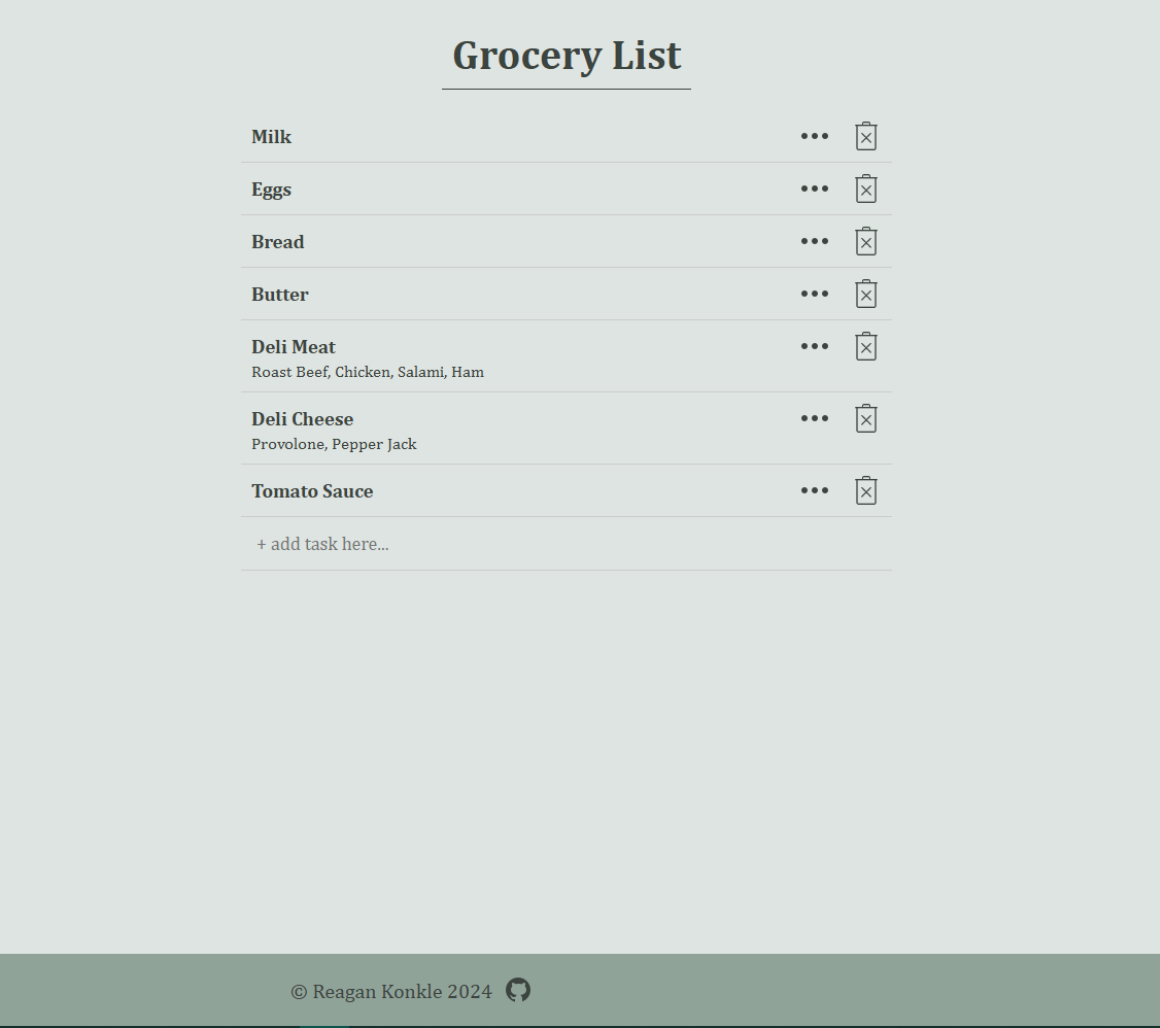 Grocery List
Milk
Eggs
Bread
Butter
Deli Meat
Roast Beef, Chicken, Salami, Ham
Deli Cheese
Provolone, Pepper Jack
Tomato Sauce
+ add task here...
© Reagan Konkle 2024